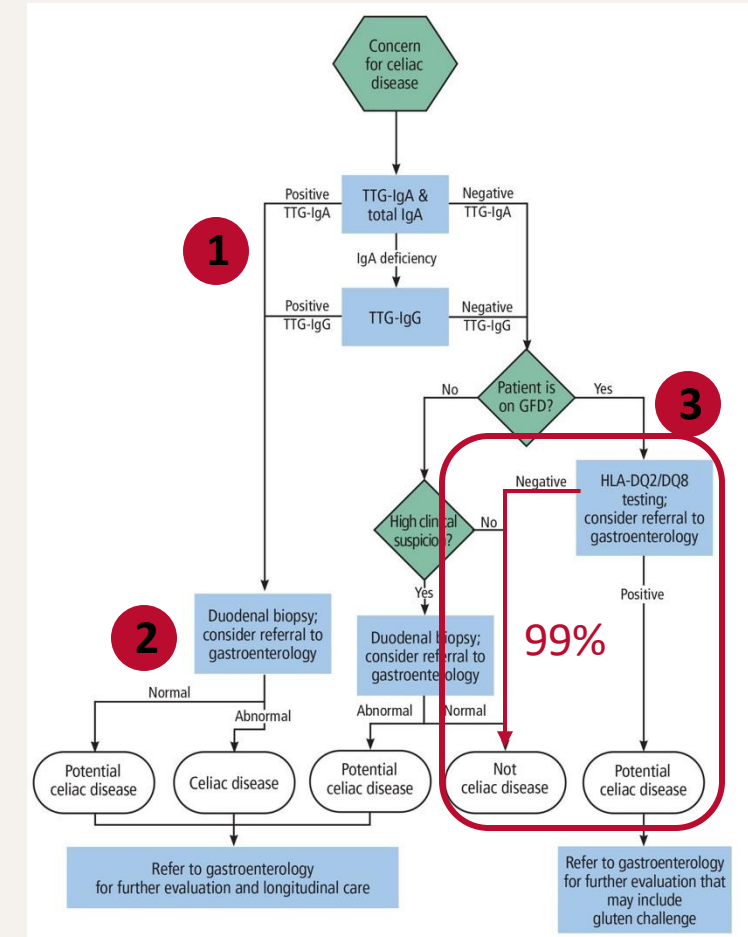 Concern
for celiac
disease
Positive
TTG-IgA
TTG-IgA &
total IgA
Negative
TTG-IgA
1
IgA deficiency
Positive
TTG-IgG
TTG-IgG
Negative
TTG-IgG
No
Patient is
on GFD?
Yes
3
Negative
HLA-DQ2/DQ8
testing;
consider referral to
gastroenterology
High clinical
suspicion?
No
Yes
Positive
2
Duodenal biopsy;
consider referral to
gastroenterology
Duodenal biopsy;
consider referral to
gastroenterology
99%
Normal
Abnormal
Abnormal
Normal
Potential
celiac disease
Celiac disease
Potential
celiac disease
Not
celiac disease
Potential
celiac disease
Refer to gastroenterology
for further evaluation and longitudinal care
Refer to gastroenterology
for further evaluation that
may include
gluten challenge